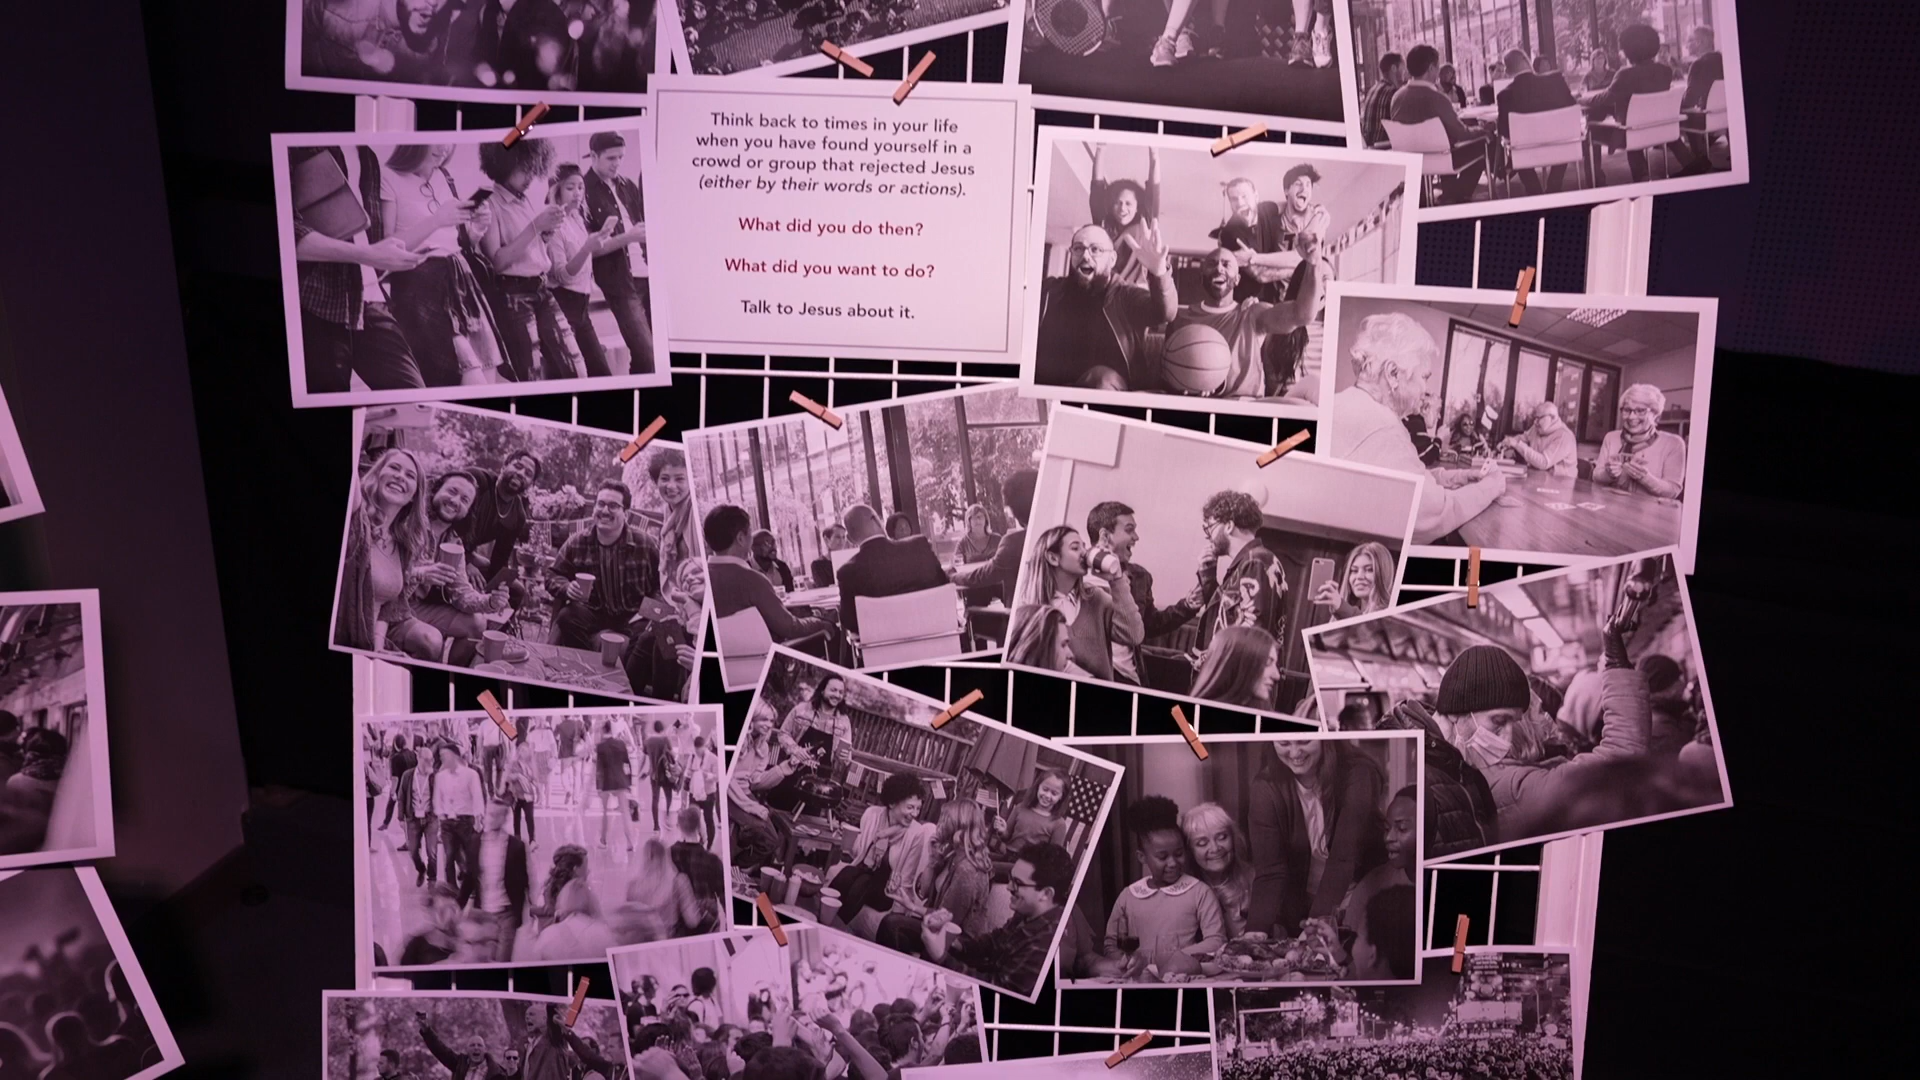 Think back to times in your life
when you have found yourself in a
crowd or group that rejected Jesus
(either by their words or actions).
What did you do then?
What did you want to do?
Talk to Jesus about it.